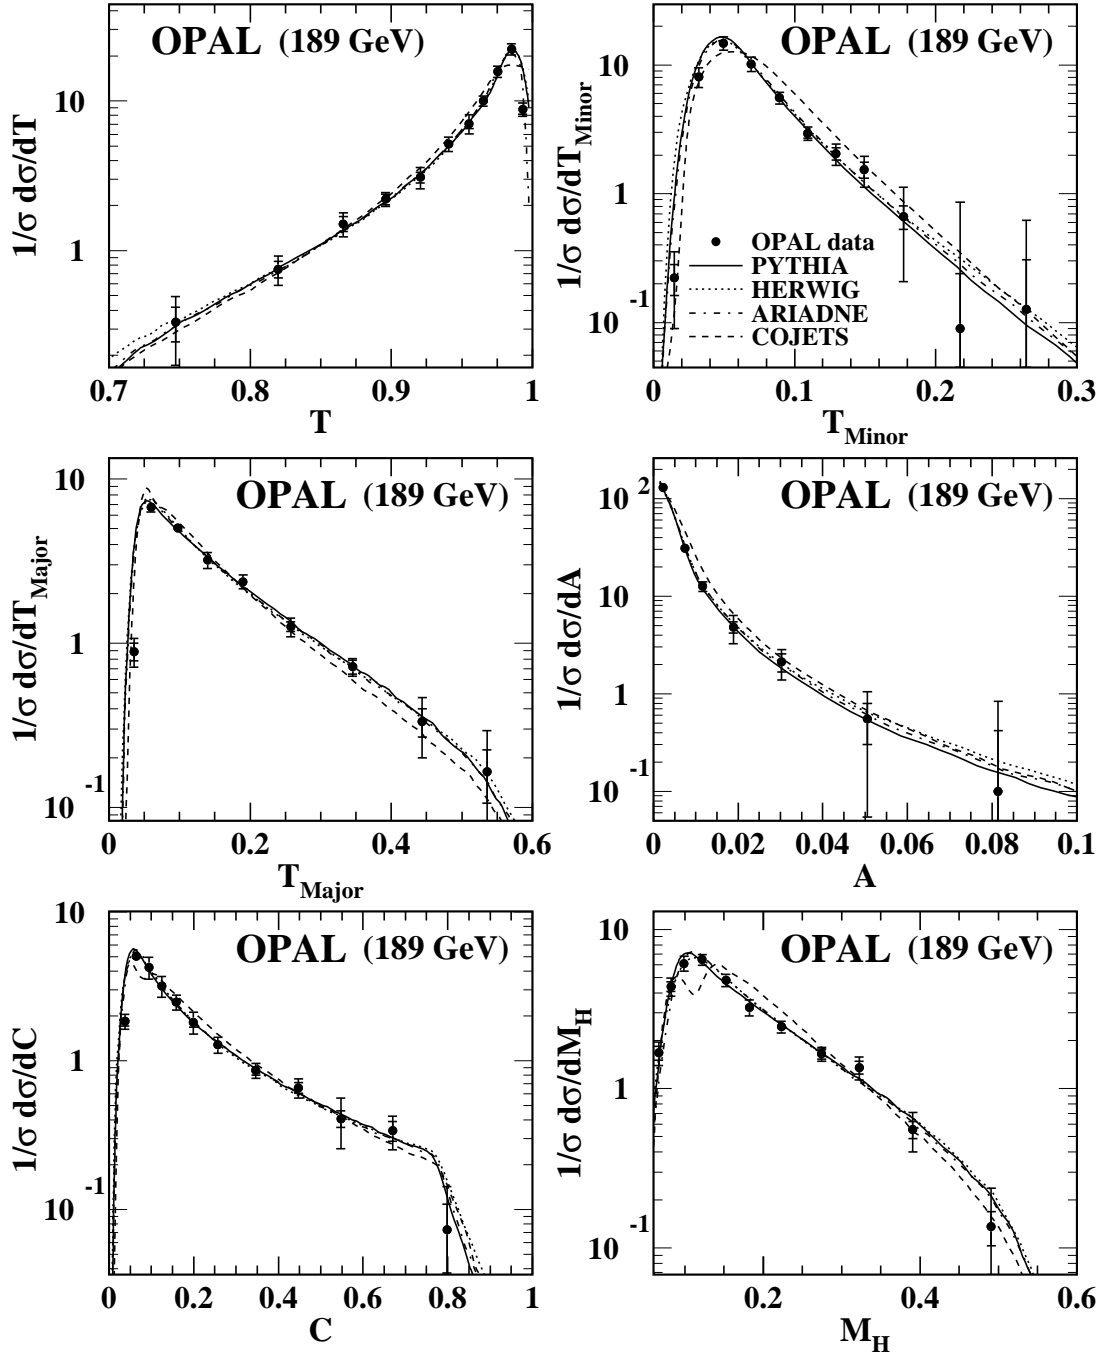 OPAL (189 GeV)
1/σ dσ/dT
10
1
0.7 0.8 0.9 1
T
OPAL (189 GeV)
1/σ dσ/dT_Minor
10
1
10^-1
OPAL data
PYTHIA
HERWIG
ARIADNE
COJETS
0 0.1 0.2 0.3
T_Minor
OPAL (189 GeV)
1/σ dσ/dT_Major
10
1
10^-1
0 0.2 0.4 0.6
T_Major
OPAL (189 GeV)
1/σ dσ/dA
10^2
10
1
10^-1
0 0.02 0.04 0.06 0.08 0.1
A
OPAL (189 GeV)
1/σ dσ/dC
10
1
10^-1
0 0.2 0.4 0.6 0.8 1
C
OPAL (189 GeV)
1/σ dσ/dM_H
10
1
10^-1
0.2 0.4 0.6
M_H